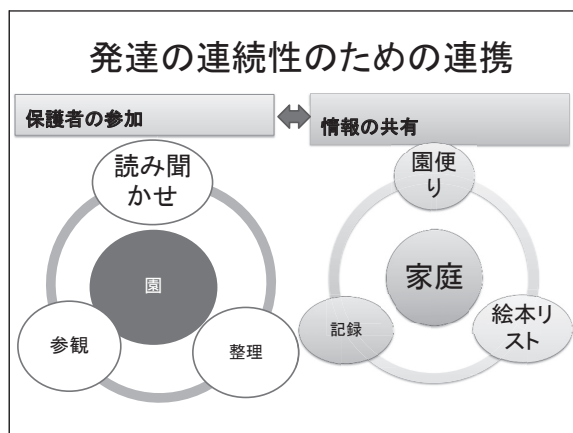 発達の連続性のための連携
保護者の参加
情報の共有
読み聞
かせ
園
参観
整理
園便
り
家庭
記録
絵本リ
スト